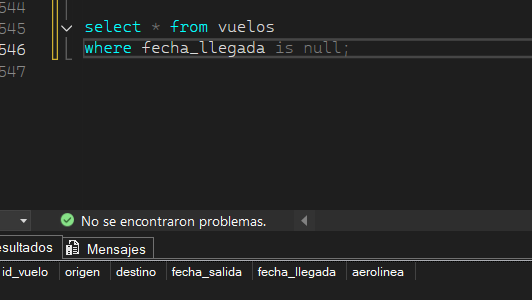 544
545 select * from vuelos
546 where fecha_llegada is null;
547
No se encontraron problemas.
esultados Mensajes
id_vuelo origen destino fecha_salida fecha_llegada aerolinea